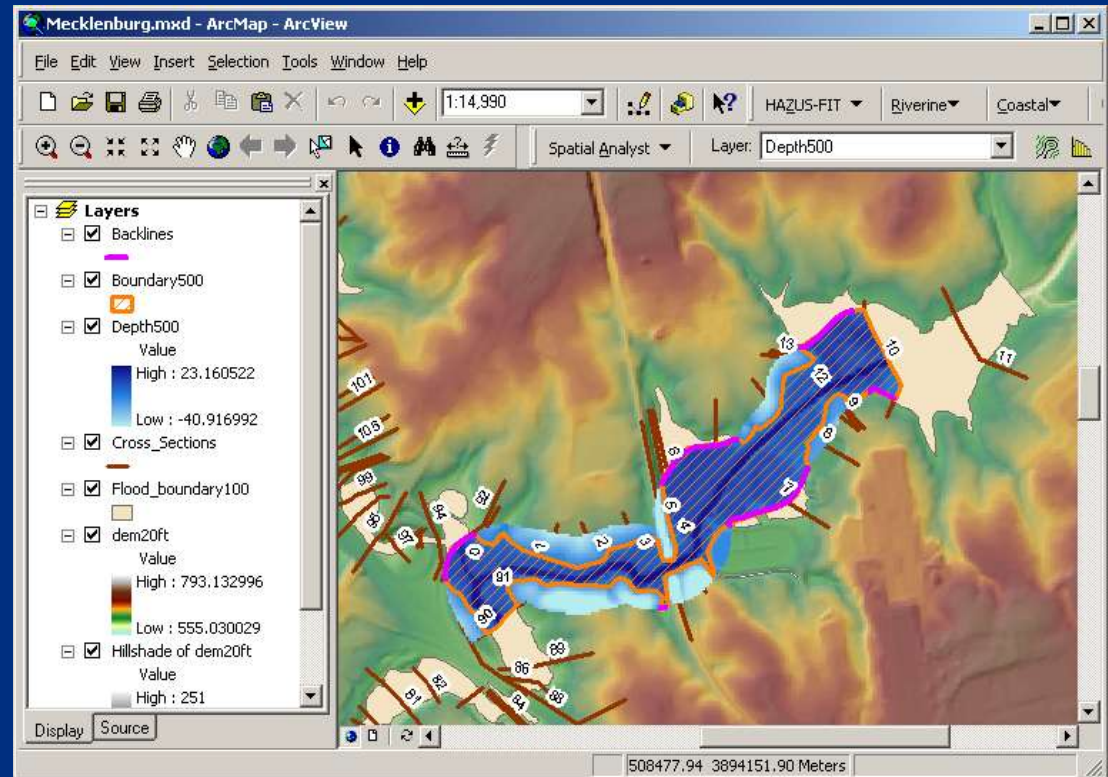 Mecklenburg.mxd - ArcMap - ArcView
File Edit View Insert Selection Tools Window Help
1:14,990 HAZUS-FIT Riverine Coastal
Spatial Analyst Layer: Depth500
Layers
Backlines
Boundary500
Depth500
Value
High : 23.160522
Low : -40.916992
Cross_Sections
Flood_boundary100
dem20ft
Value
High : 793.132996
Low : 555.030029
Hillshade of dem20ft
Value
High : 251
Display Source
13
10
11
12
9
8
101
106
6
7
99
5
4
96
97
94
92
0
1
2
3
91
90
89
86
88
81
83
84
508477.94 3894151.90 Meters